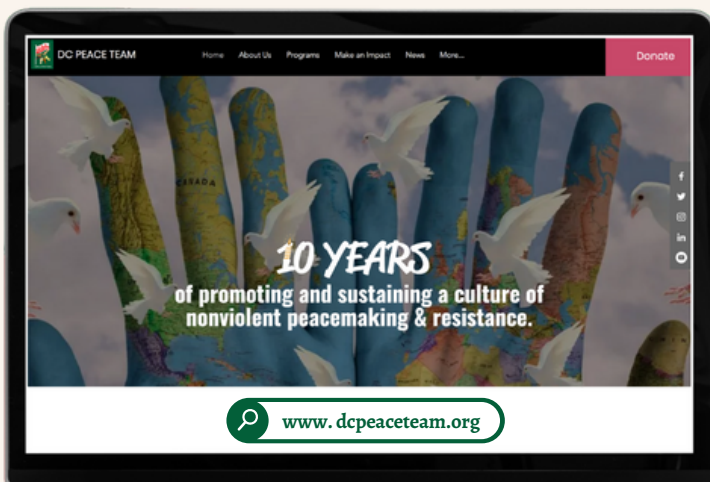 DC PEACE TEAM
Home About Us Programs Make an Impact News More...
Donate
CANADA
10 YEARS
of promoting and sustaining a culture of
nonviolent peacemaking & resistance.
www. dcpeaceteam.org